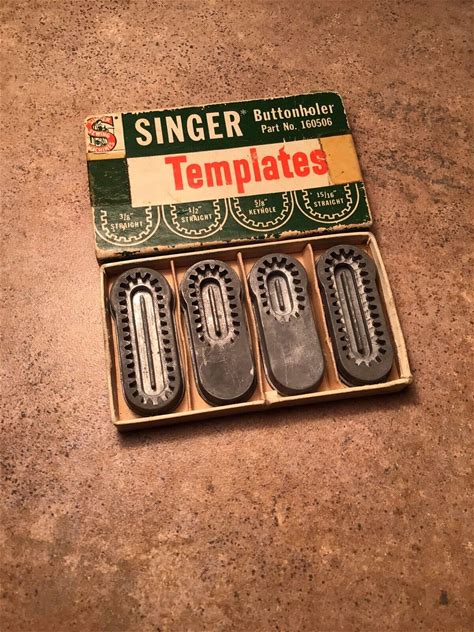 SINGER* Buttonholer
Part No. 160506
Templates
3/8" STRAIGHT
1/2" STRAIGHT
5/8" KEYHOLE
15/16" STRAIGHT